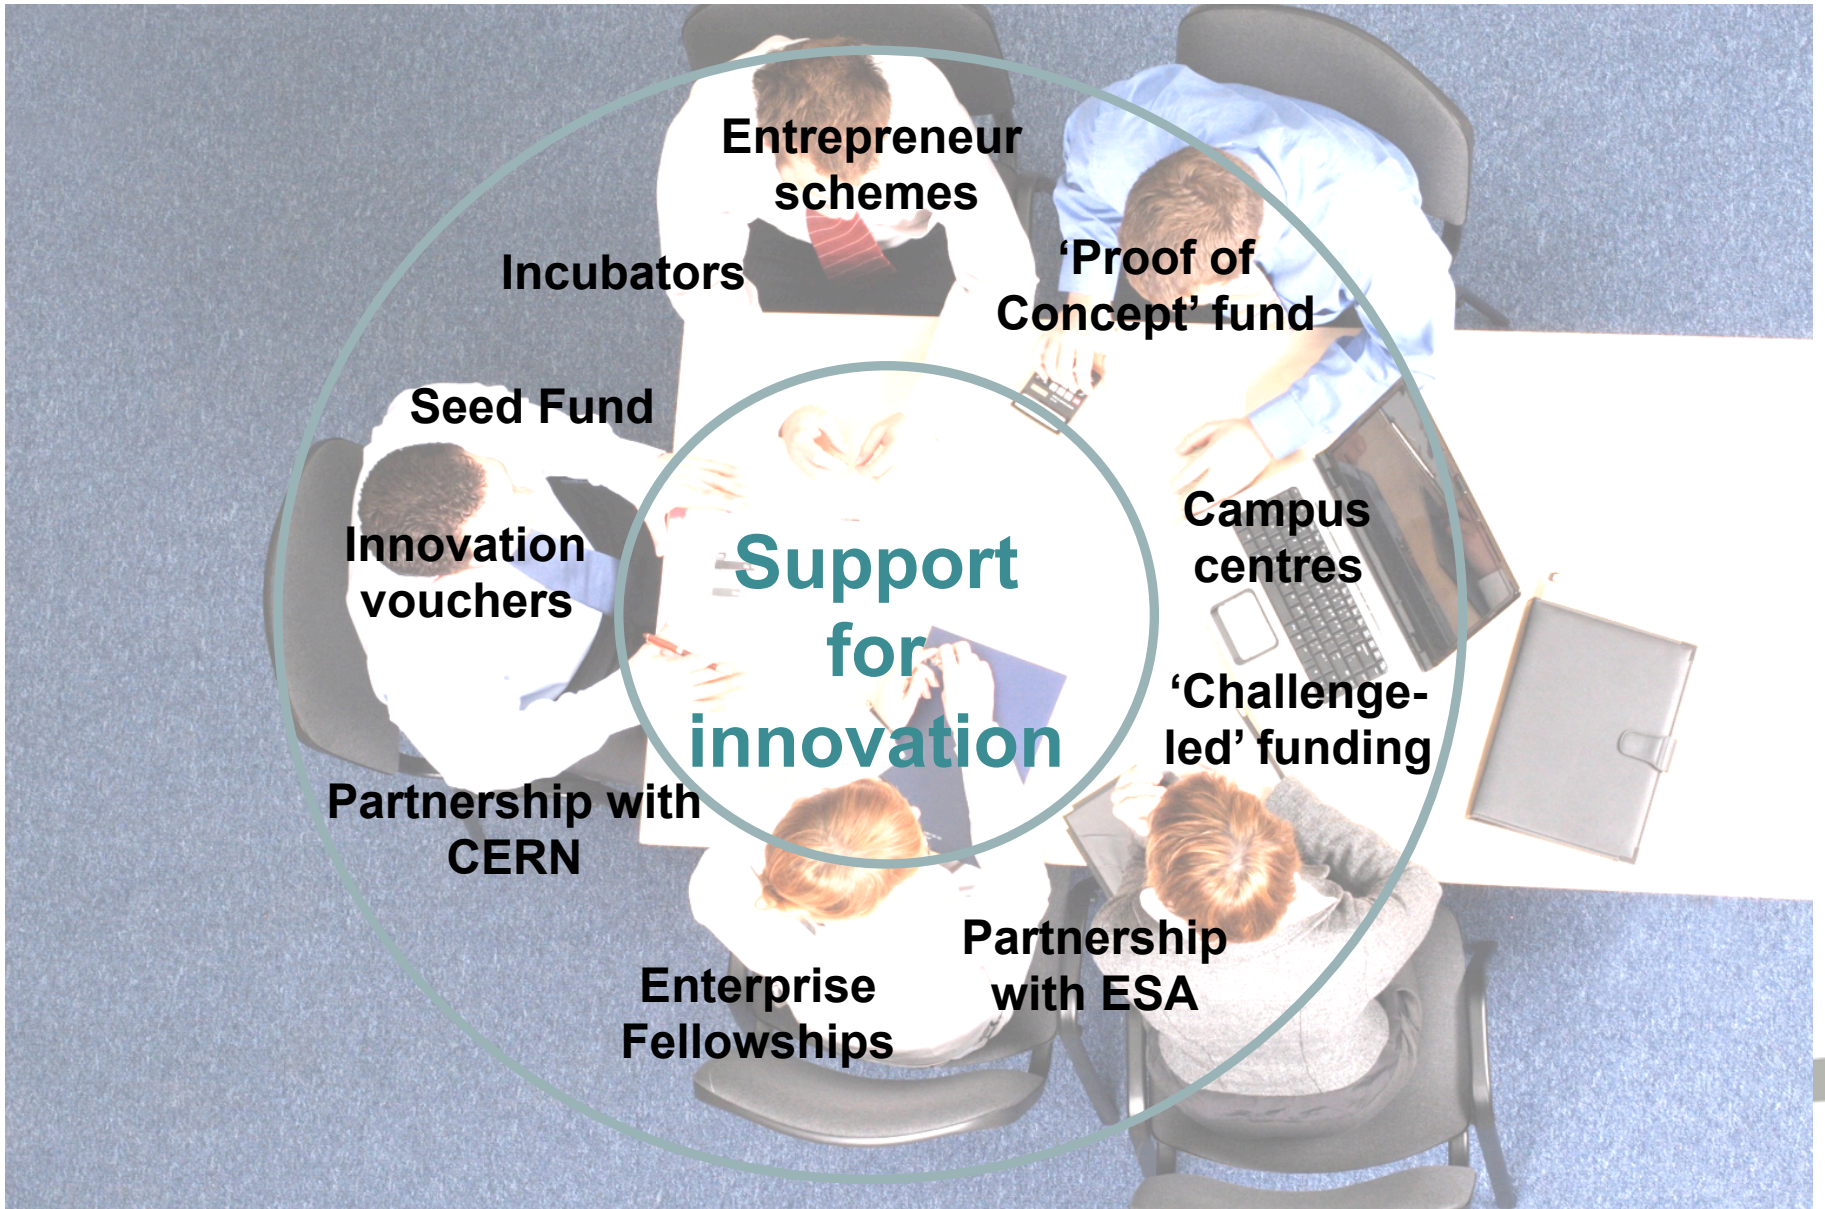 Entrepreneur
schemes
‘Proof of
Concept’ fund
Incubators
Seed Fund
Campus
centres
Innovation
vouchers
Support
for
innovation
‘Challenge-
led’ funding
Partnership with
CERN
Partnership
with ESA
Enterprise
Fellowships